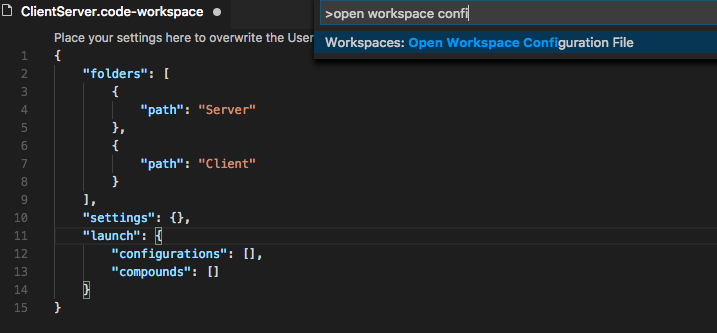 ClientServer.code-workspace
>open workspace confi
Place your settings here to overwrite the User
Workspaces: Open Workspace Configuration File
1 {
2 "folders": [
3 {
4 "path": "Server"
5 },
6 {
7 "path": "Client"
8 }
9 ],
10 "settings": {},
11 "launch": {
12 "configurations": [],
13 "compounds": []
14 }
15 }